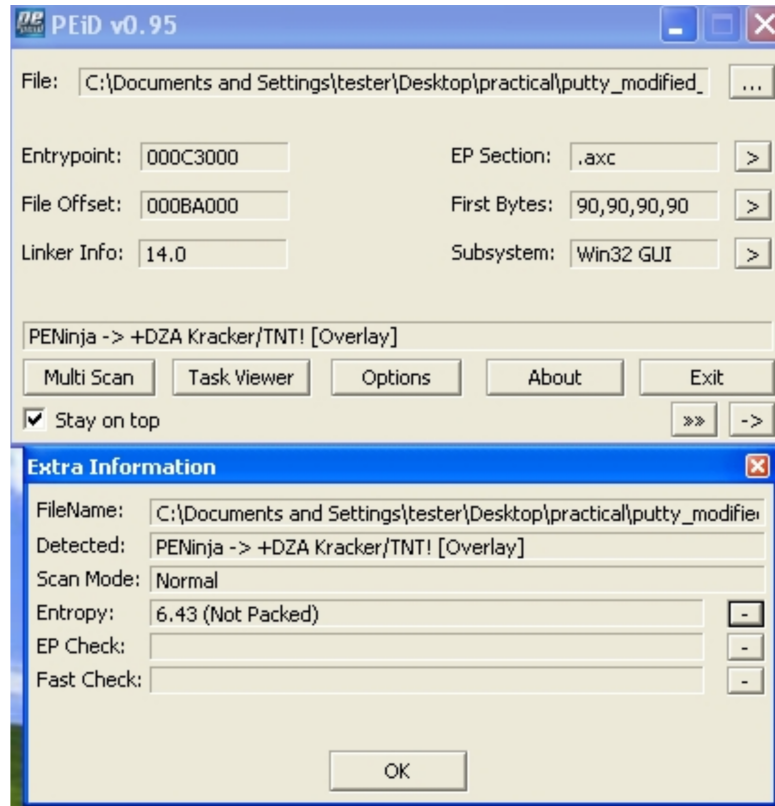 PEiD v0.95
File: C:\Documents and Settings\tester\Desktop\practical\putty_modified_ ...
Entrypoint: 000C3000 EP Section: .axc >
File Offset: 000BA000 First Bytes: 90,90,90,90 >
Linker Info: 14.0 Subsystem: Win32 GUI >
PENinja -> +DZA Kracker/TNT! [Overlay]
Multi Scan Task Viewer Options About Exit
Stay on top »» ->
Extra Information
FileName: C:\Documents and Settings\tester\Desktop\practical\putty_modifie
Detected: PENinja -> +DZA Kracker/TNT! [Overlay]
Scan Mode: Normal
Entropy: 6.43 (Not Packed) -
EP Check: -
Fast Check: -
OK